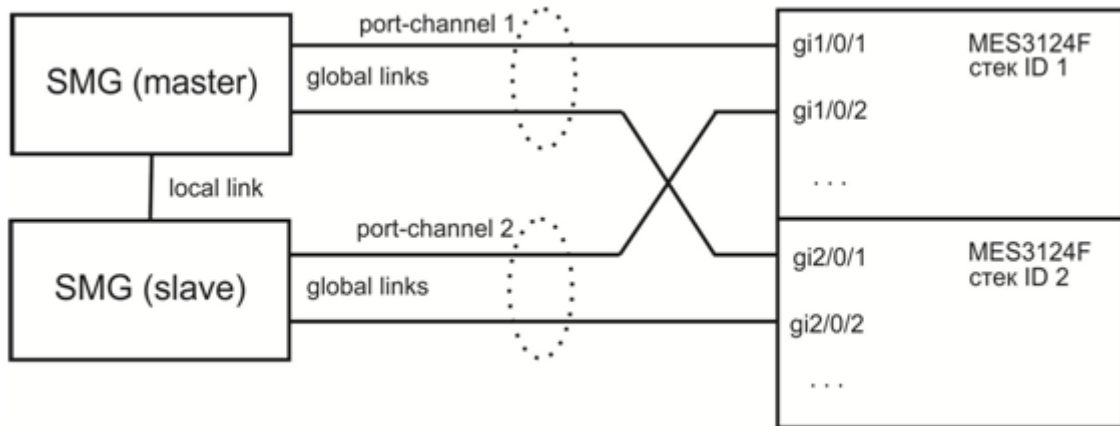 port-channel 1
SMG (master)
global links
local link
port-channel 2
SMG (slave)
global links
gi1/0/1
MES3124F
стек ID 1
gi1/0/2
. . .
gi2/0/1
MES3124F
стек ID 2
gi2/0/2
. . .